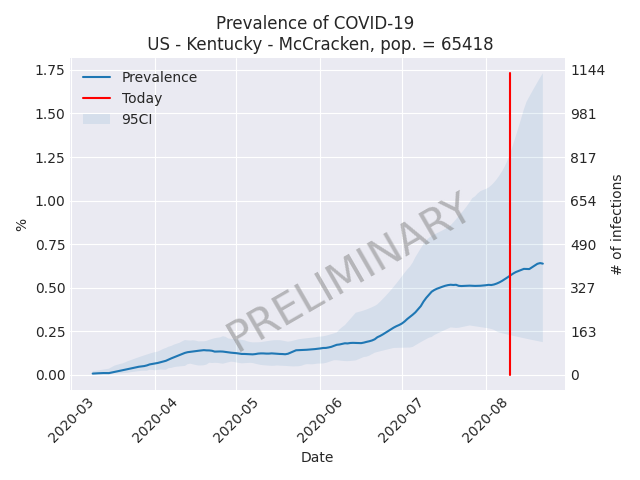 Prevalence of COVID-19
US - Kentucky - McCracken, pop. = 65418
Prevalence
Today
95CI
1.75
1.50
1.25
1.00
0.75
0.50
0.25
0.00
%
1144
981
817
654
490
327
163
0
# of infections
PRELIMINARY
2020-03
2020-04
2020-05
2020-06
2020-07
2020-08
Date